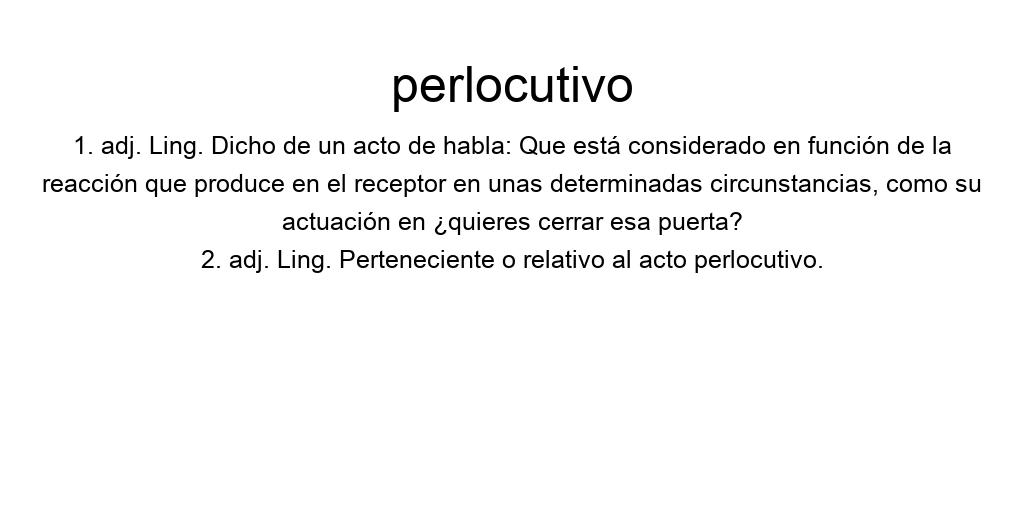 perlocutivo
1. adj. Ling. Dicho de un acto de habla: Que está considerado en función de la
reacción que produce en el receptor en unas determinadas circunstancias, como su
actuación en ¿quieres cerrar esa puerta?
2. adj. Ling. Perteneciente o relativo al acto perlocutivo.